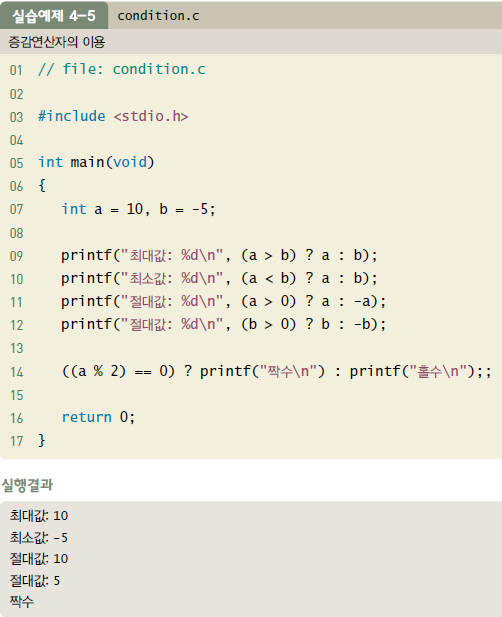 실습예제 4-5 condition.c
증감연산자의 이용
01 // file: condition.c
02
03 #include <stdio.h>
04
05 int main(void)
06 {
07 int a = 10, b = -5;
08
09 printf("최대값: %d\n", (a > b) ? a : b);
10 printf("최소값: %d\n", (a < b) ? a : b);
11 printf("절대값: %d\n", (a > 0) ? a : -a);
12 printf("절대값: %d\n", (b > 0) ? b : -b);
13
14 ((a % 2) == 0) ? printf("짝수\n") : printf("홀수\n");;
15
16 return 0;
17 }
실행결과
최대값: 10
최소값: -5
절대값: 10
절대값: 5
짝수